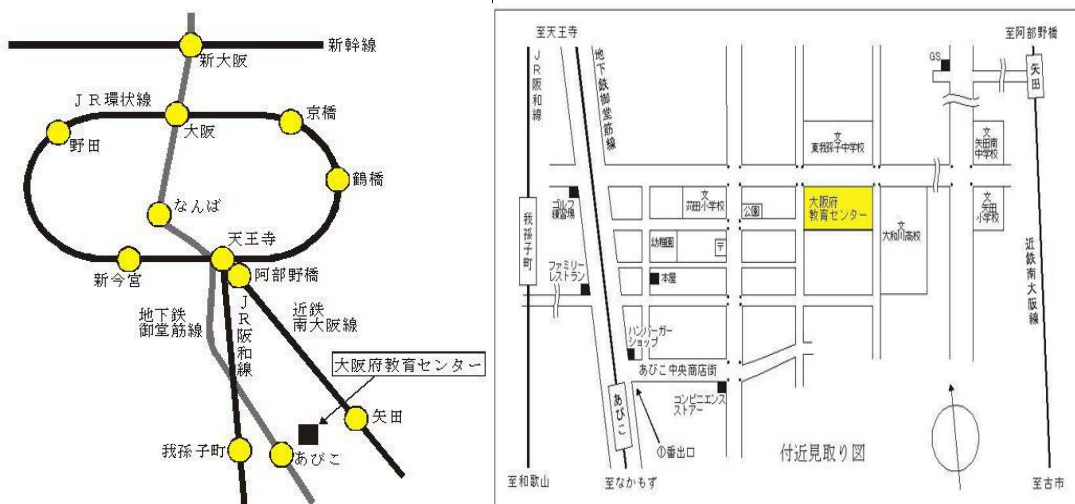 新幹線
新大阪
JR環状線
京橋
大阪
野田
鶴橋
なんば
天王寺
新今宮
阿部野橋
地下鉄
御堂筋線
JR阪和線
近鉄
南大阪線
大阪府教育センター
矢田
我孫子町
あびこ
至天王寺
至阿部野橋
JR阪和線
地下鉄御堂筋線
GS
矢田
文
東我孫子中学校
文
矢田南
中学校
ゴルフ
練習場
文
苅田小学校
公園
大阪府
教育センター
文
大和川高校
文
矢田
小学校
我孫子町
幼稚園
〒
ファミリー
レストラン
本屋
近鉄南大阪線
ハンバーガー
ショップ
あびこ中央商店街
あびこ
コンビニエンス
ストアー
①番出口
付近見取り図
至和歌山
至なかもず
至古市